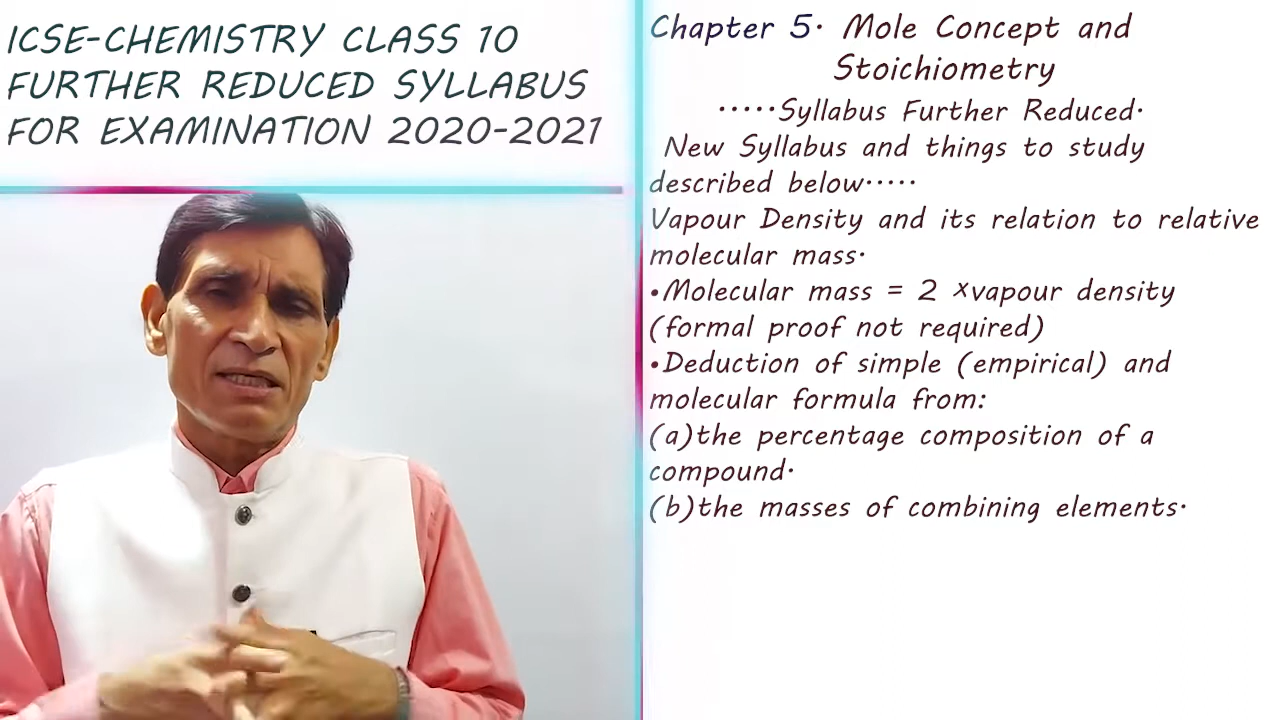 ICSE-CHEMISTRY CLASS 10
FURTHER REDUCED SYLLABUS
FOR EXAMINATION 2020-2021
Chapter 5· Mole Concept and
Stoichiometry
·····Syllabus Further Reduced·
New Syllabus and things to study
described below·····
Vapour Density and its relation to relative
molecular mass·
•Molecular mass = 2 ×vapour density
(formal proof not required)
•Deduction of simple (empirical) and
molecular formula from:
(a)the percentage composition of a
compound·
(b)the masses of combining elements·